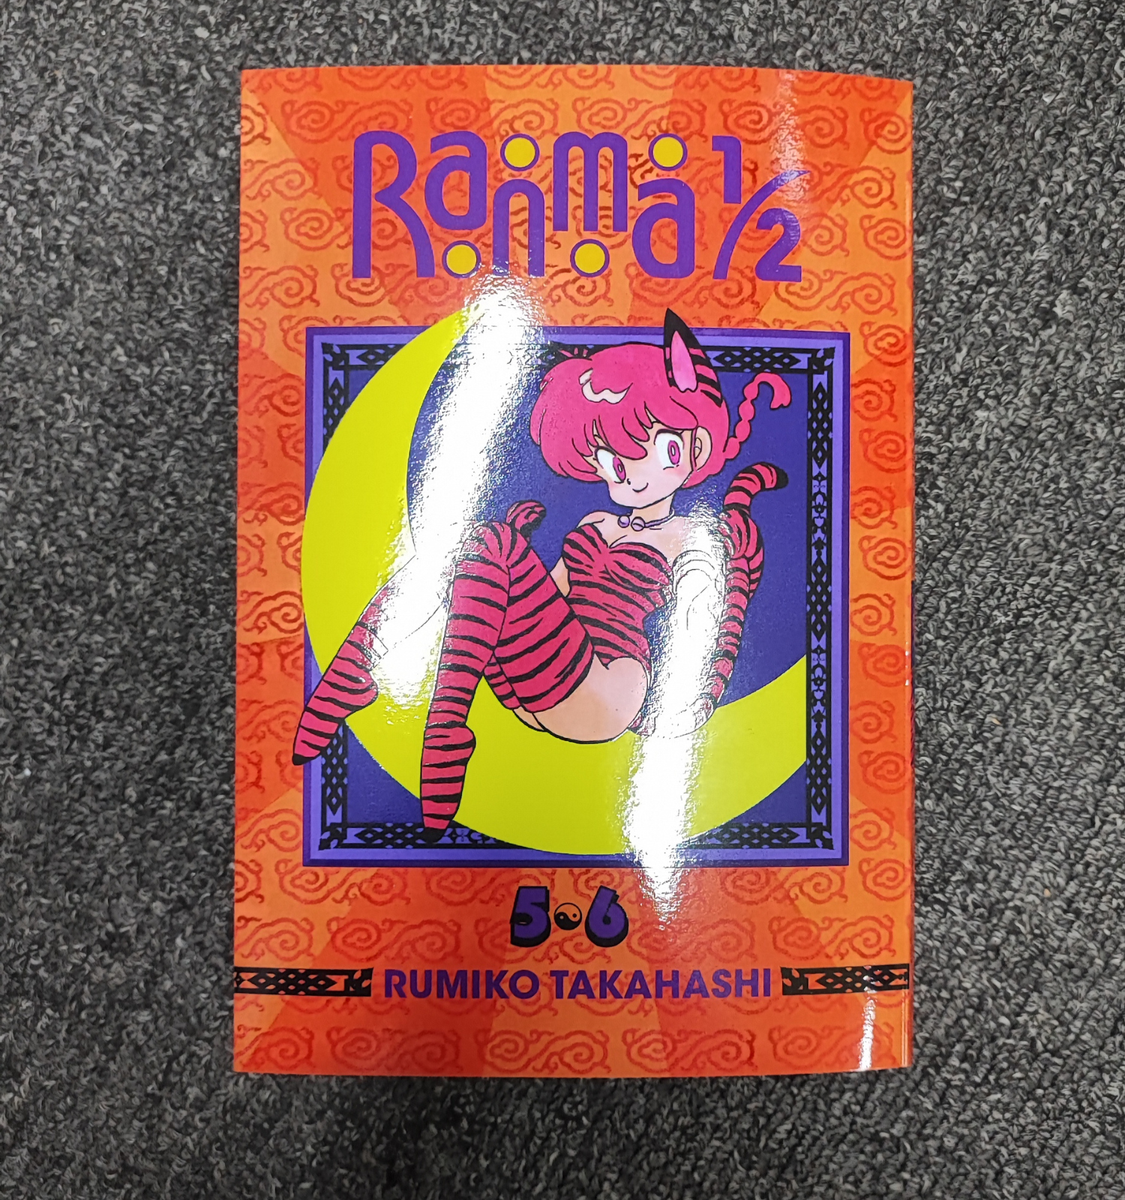 Ranma 1/2
5 6
RUMIKO TAKAHASHI